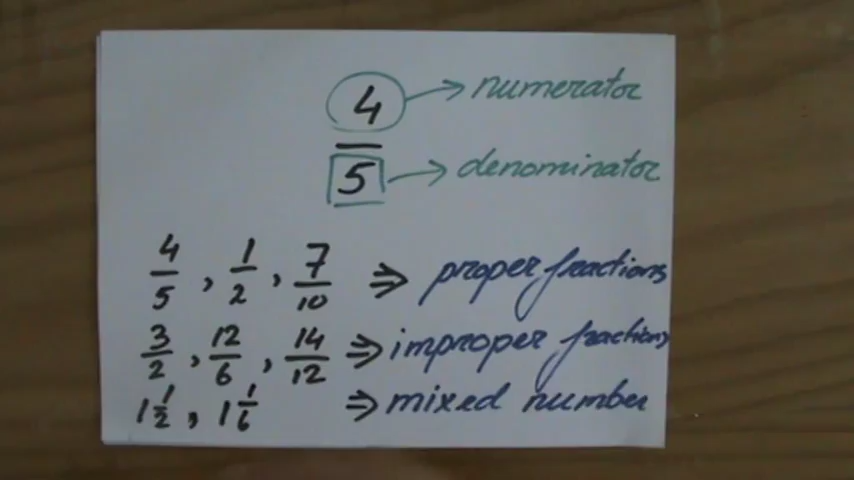 4 → numerator
5 → denominator
4/5, 1/2, 7/10 ⇒ proper fractions
3/2, 12/6, 14/12 ⇒ improper fractions
1 1/2, 1 1/6 ⇒ mixed number